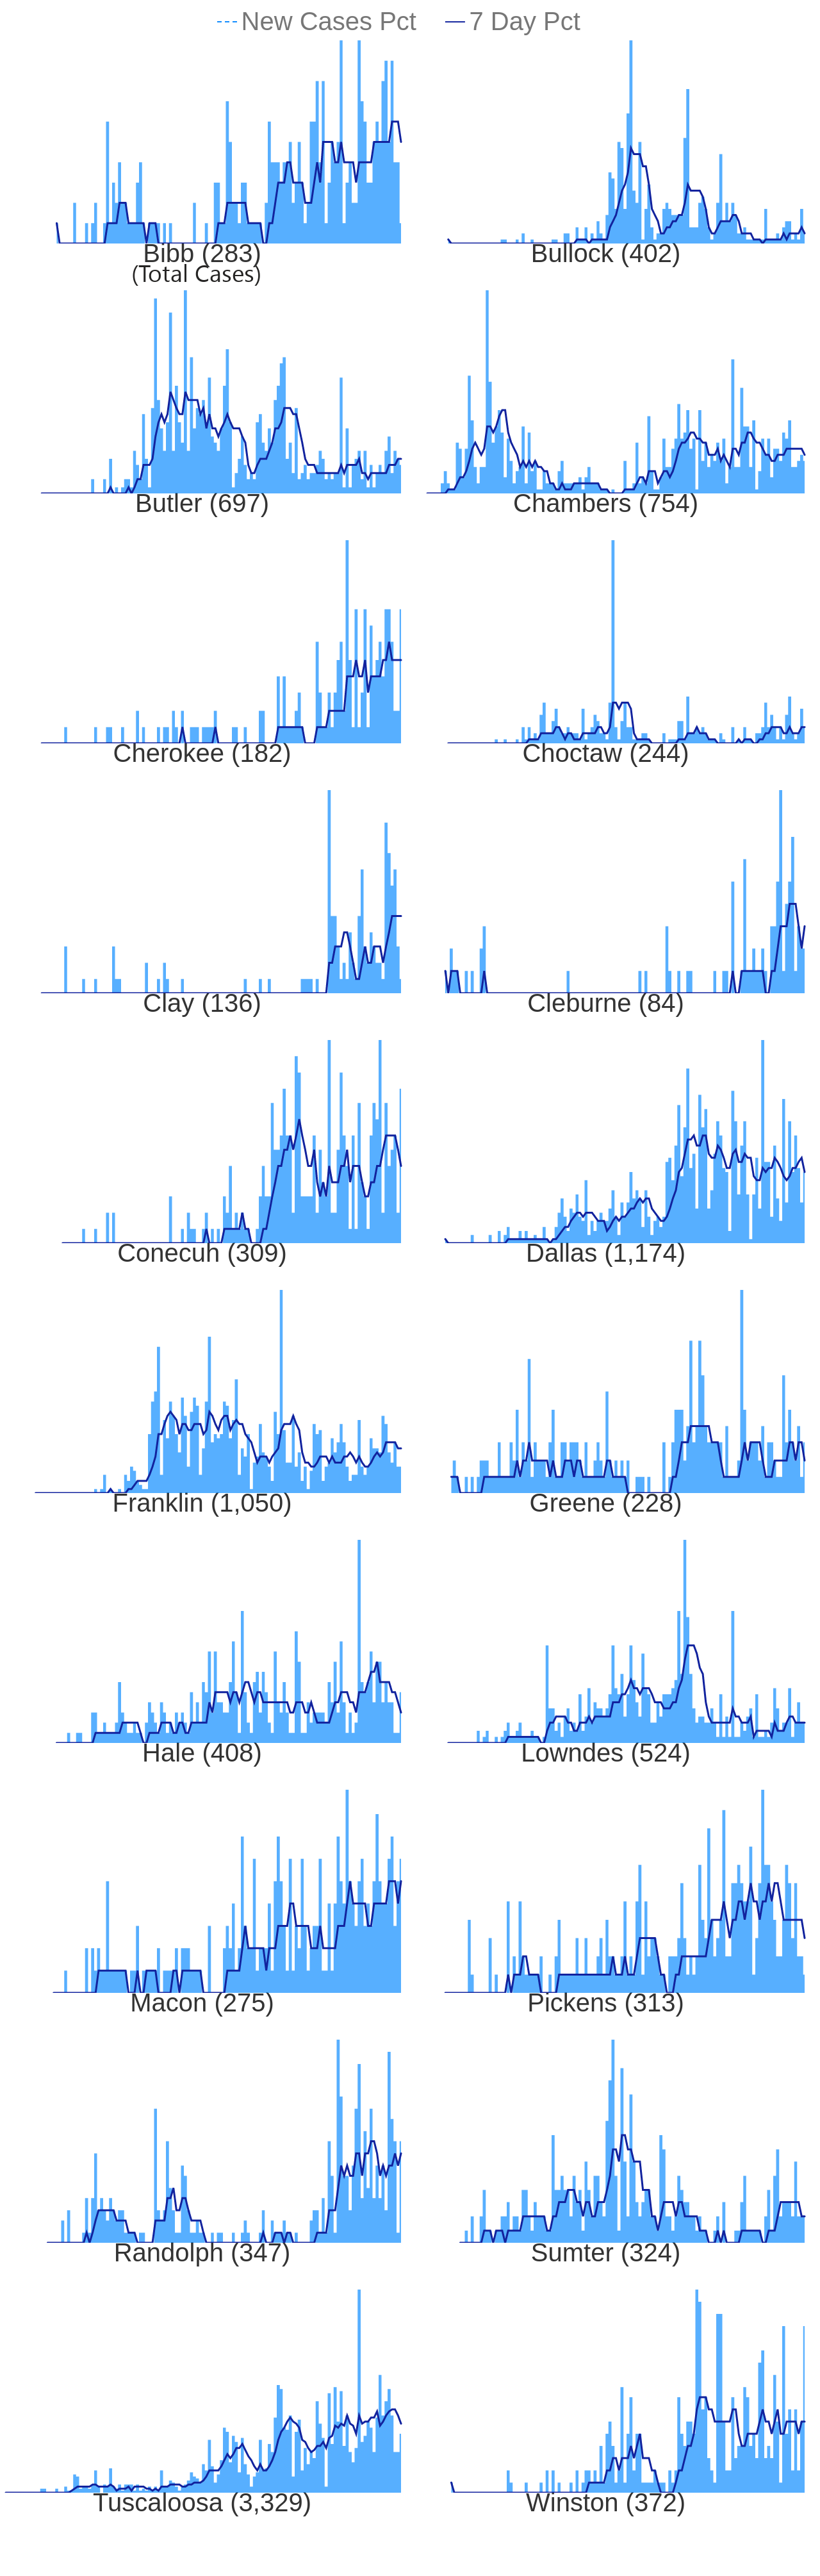 New Cases Pct 7 Day Pct
Bibb (283) Bullock (402)
(Total Cases)
Butler (697) Chambers (754)
Cherokee (182) Choctaw (244)
Clay (136) Cleburne (84)
Conecuh (309) Dallas (1,174)
Franklin (1,050) Greene (228)
Hale (408) Lowndes (524)
Macon (275) Pickens (313)
Randolph (347) Sumter (324)
Tuscaloosa (3,329) Winston (372)